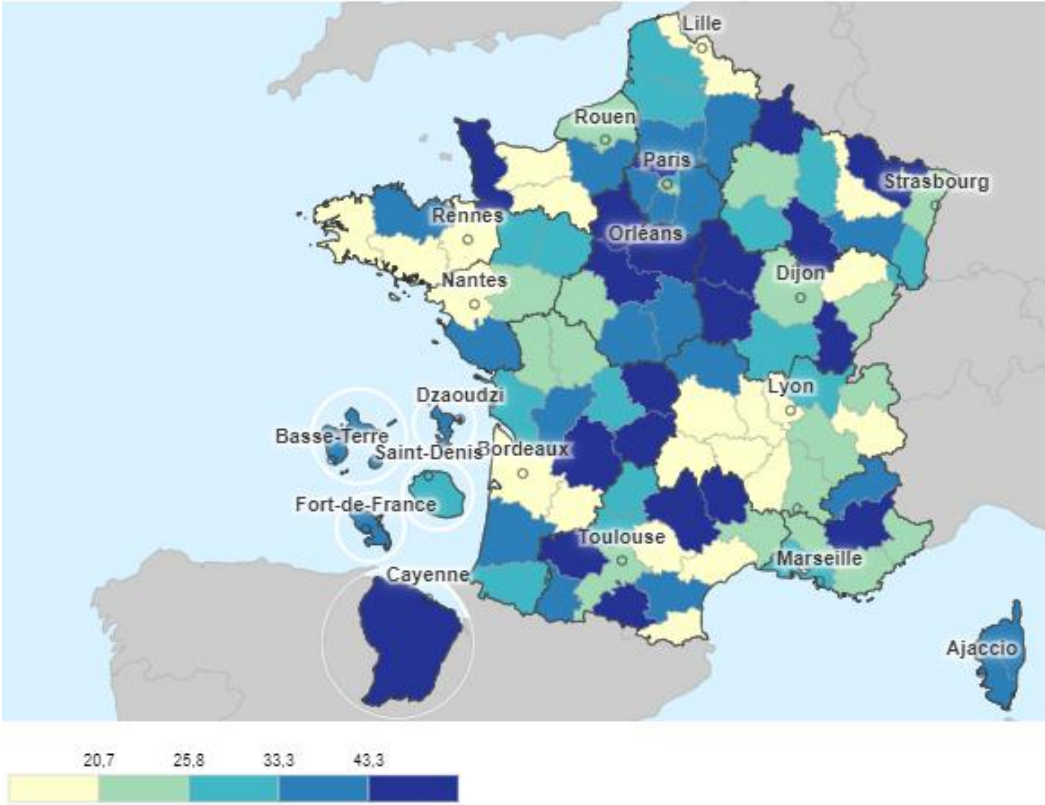 Lille
Rouen
Paris
Strasbourg
Rennes
Orléans
Dijon
Nantes
Lyon
Dzaoudzi
Basse-Terre
Saint-Denis
Bordeaux
Fort-de-France
Toulouse
Marseille
Cayenne
Ajaccio
20,7 25,8 33,3 43,3